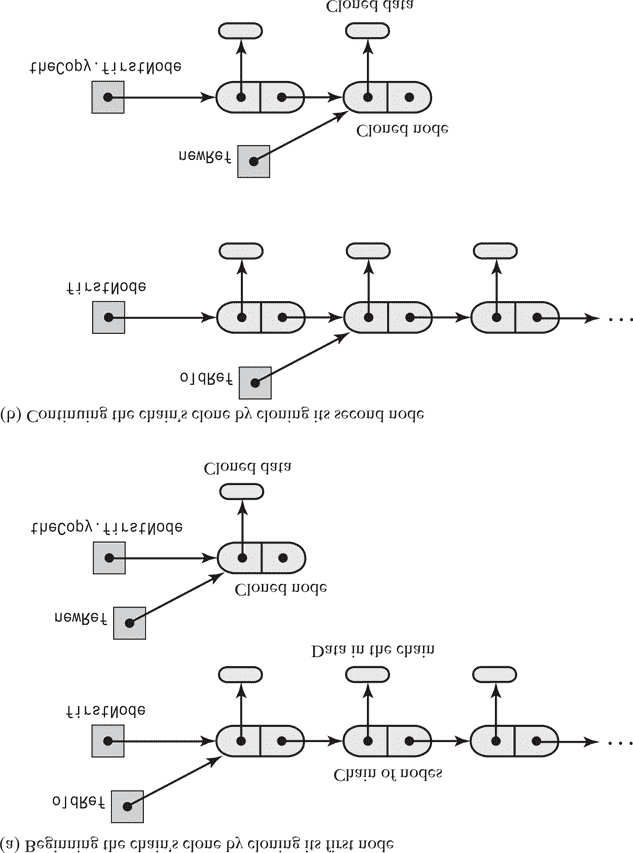 (a) Beginning the chain's clone by cloning its first node
oldRef
Chain of nodes
firstNode
...
Data in the chain
newRef
Cloned node
theCopy.firstNode
Cloned data
(b) Continuing the chain's clone by cloning its second node
oldRef
firstNode
...
newRef
Cloned node
theCopy.firstNode
Cloned data